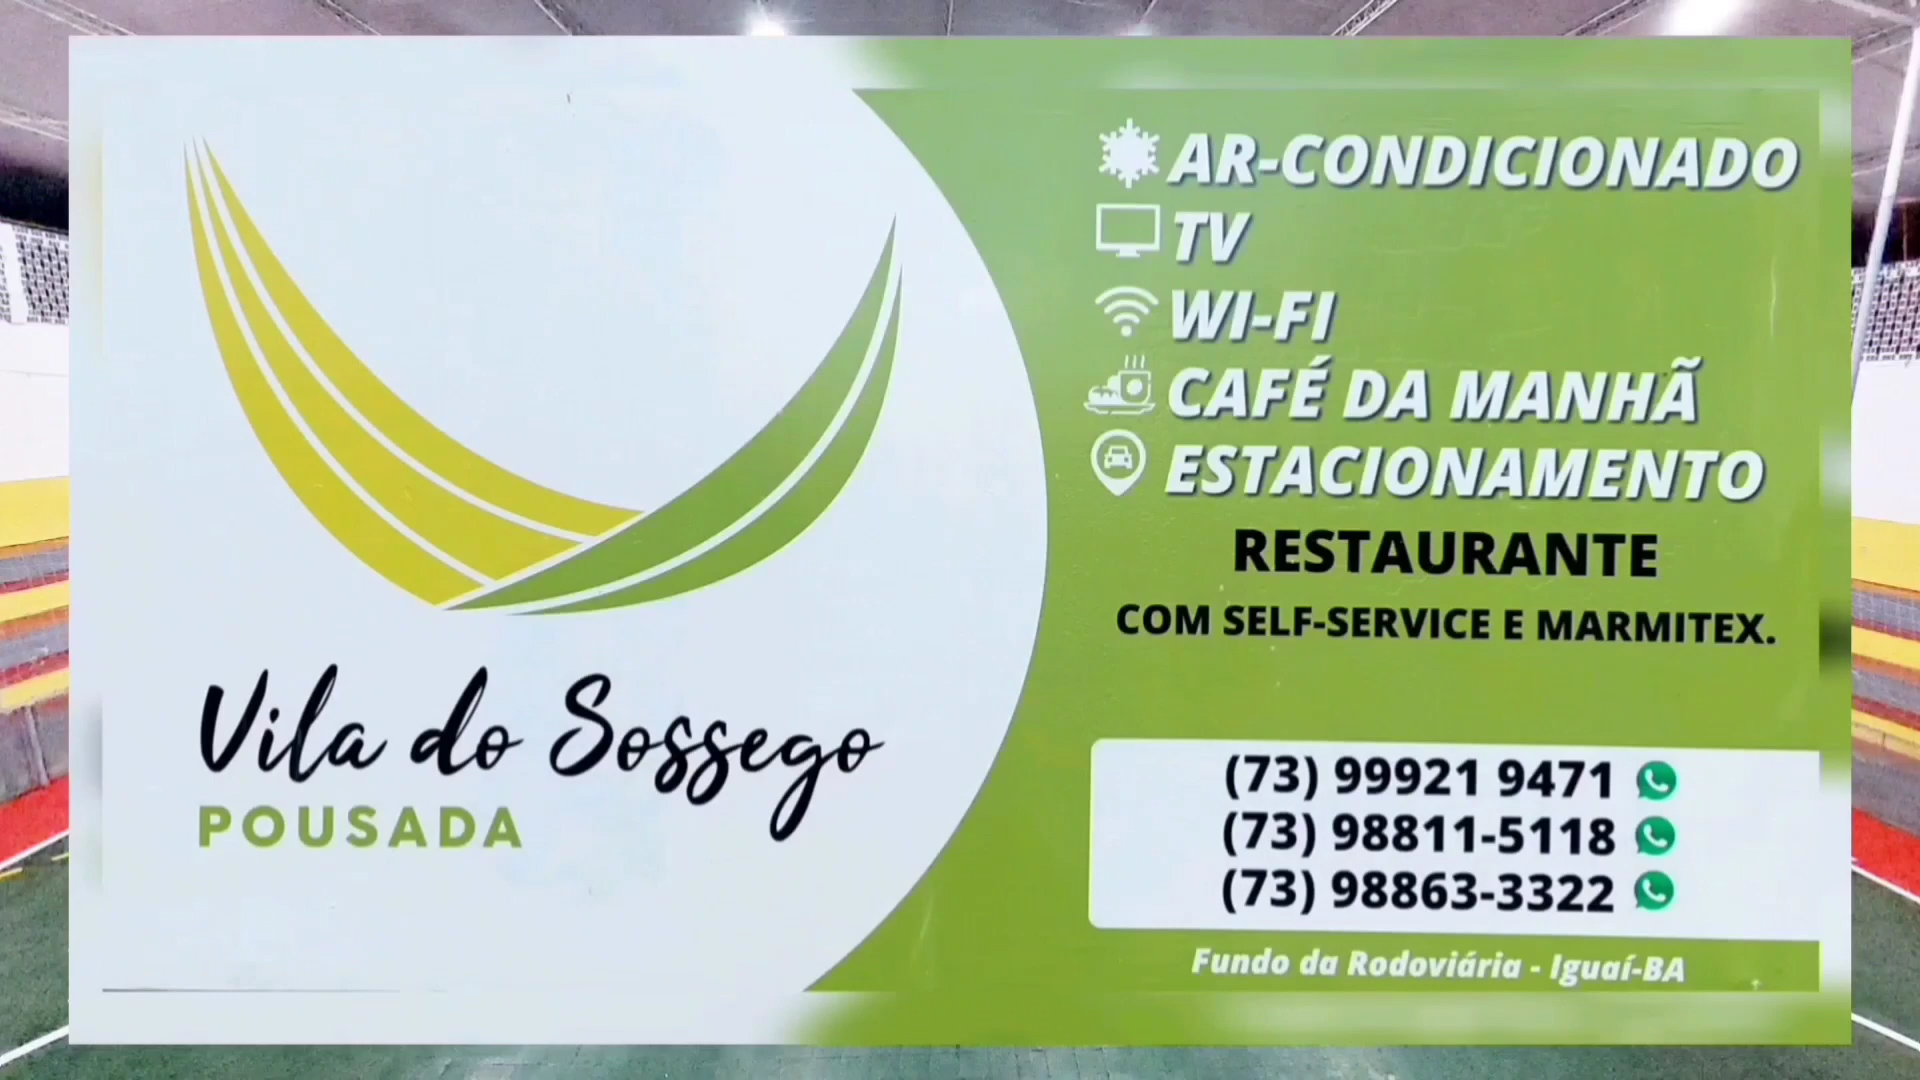 Vila do Sossego
POUSADA
AR-CONDICIONADO
TV
WI-FI
CAFÉ DA MANHÃ
ESTACIONAMENTO
RESTAURANTE
COM SELF-SERVICE E MARMITEX.
(73) 99921 9471
(73) 98811-5118
(73) 98863-3322
Fundo da Rodoviária - Iguaí-BA